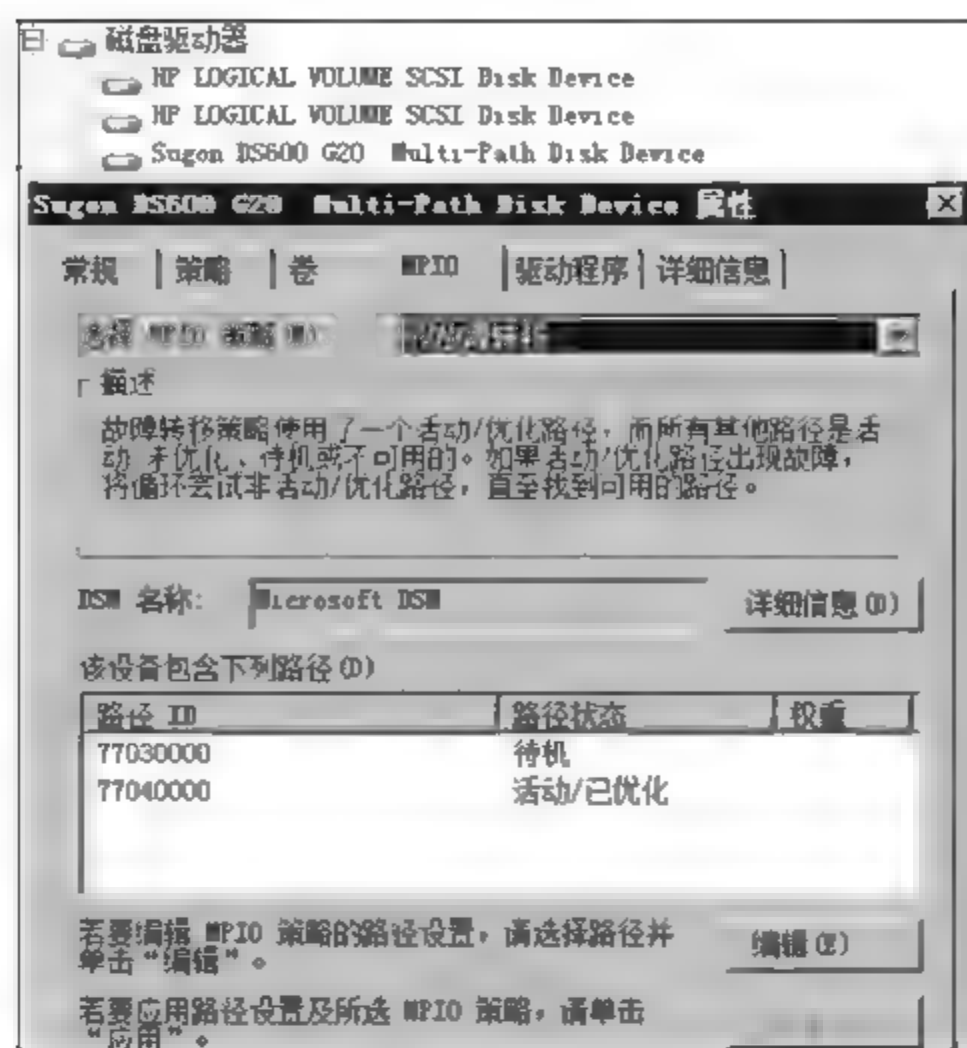 磁盘驱动器
HP LOGICAL VOLUME SCSI Disk Device
HP LOGICAL VOLUME SCSI Disk Device
Sugon DS600 G20 Multi-Path Disk Device
Sugon DS600 G20 Multi-Path Disk Device 属性
常规 策略 卷 MPIO 驱动程序 详细信息
选择 MPIO 策略(M):
描述
故障转移策略使用了一个活动/优化路径,而所有其他路径是活
动/未优化、待机或不可用的。如果活动/优化路径出现故障,
将循环尝试非活动/优化路径,直至找到可用的路径。
DSM 名称: Microsoft DSM 详细信息(D)
该设备包含下列路径(D)
路径 ID 路径状态 权重
77030000 待机
77040000 活动/已优化
若要编辑 MPIO 策略的路径设置,请选择路径并 编辑(E)
单击“编辑”。
若要应用路径设置及所选 MPIO 策略,请单击
“应用”。